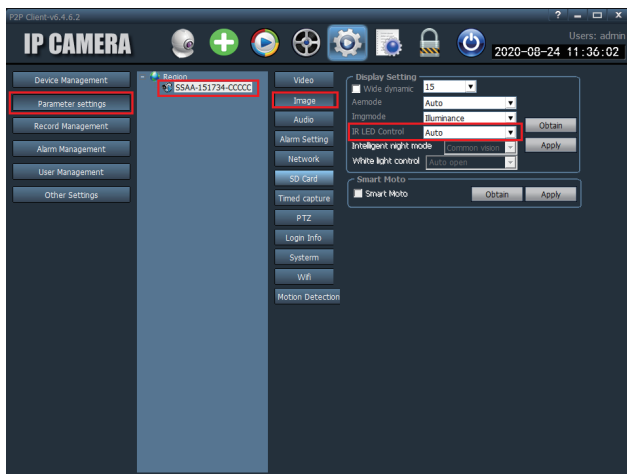 P2P Client-v6.4.6.2
IP CAMERA
Users: admin
2020-08-24 11:36:02
Device Management
Parameter settings
Record Management
Alarm Management
User Management
Other Settings
Region
SSAA-151734-CCCCC
Video
Image
Audio
Alarm Setting
Network
SD Card
Timed capture
PTZ
Login Info
Systerm
Wifi
Motion Detection
Display Setting
Wide dynamic 15
Aemode Auto
Imgmode Illuminance
IR LED Control Auto
Intelligent night mode Common vision
White light control Auto open
Obtain
Apply
Smart Moto
Smart Moto Obtain Apply